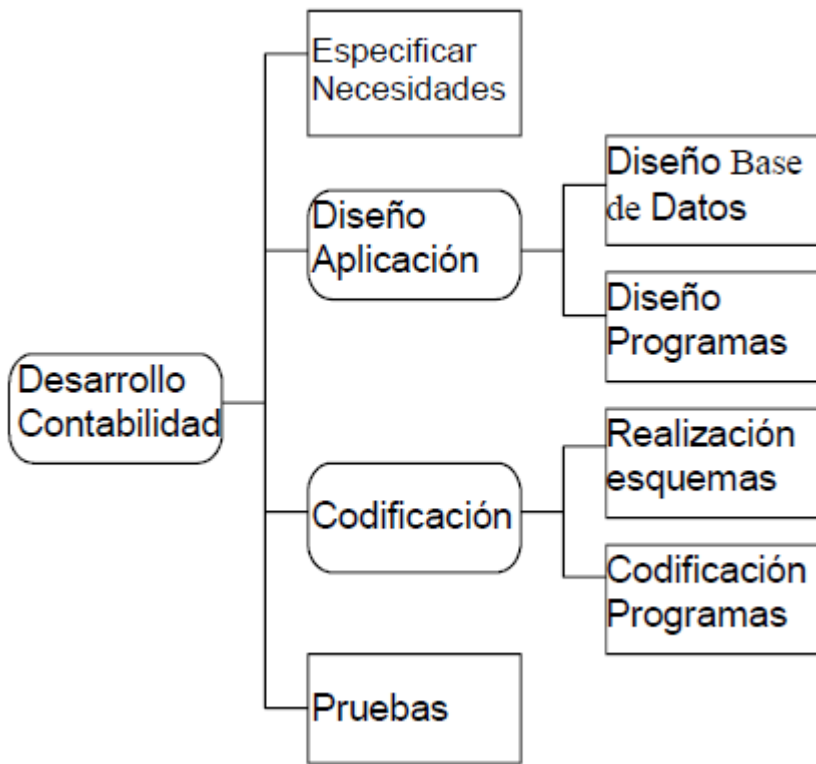 Especificar
Necesidades
Diseño
Aplicación
Diseño Base
de Datos
Diseño
Programas
Desarrollo
Contabilidad
Codificación
Realización
esquemas
Codificación
Programas
Pruebas